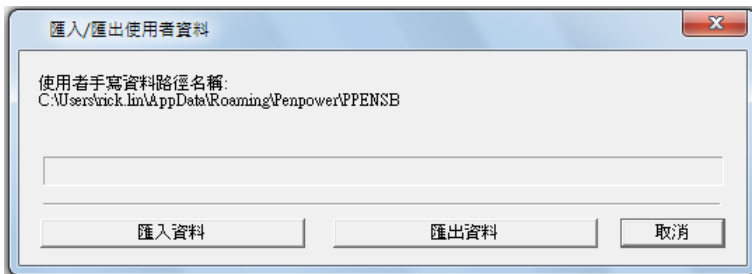 匯入/匯出使用者資料
使用者手寫資料路徑名稱:
C:\Users\rick.lin\AppData\Roaming\Penpower\PPENSB
匯入資料
匯出資料
取消